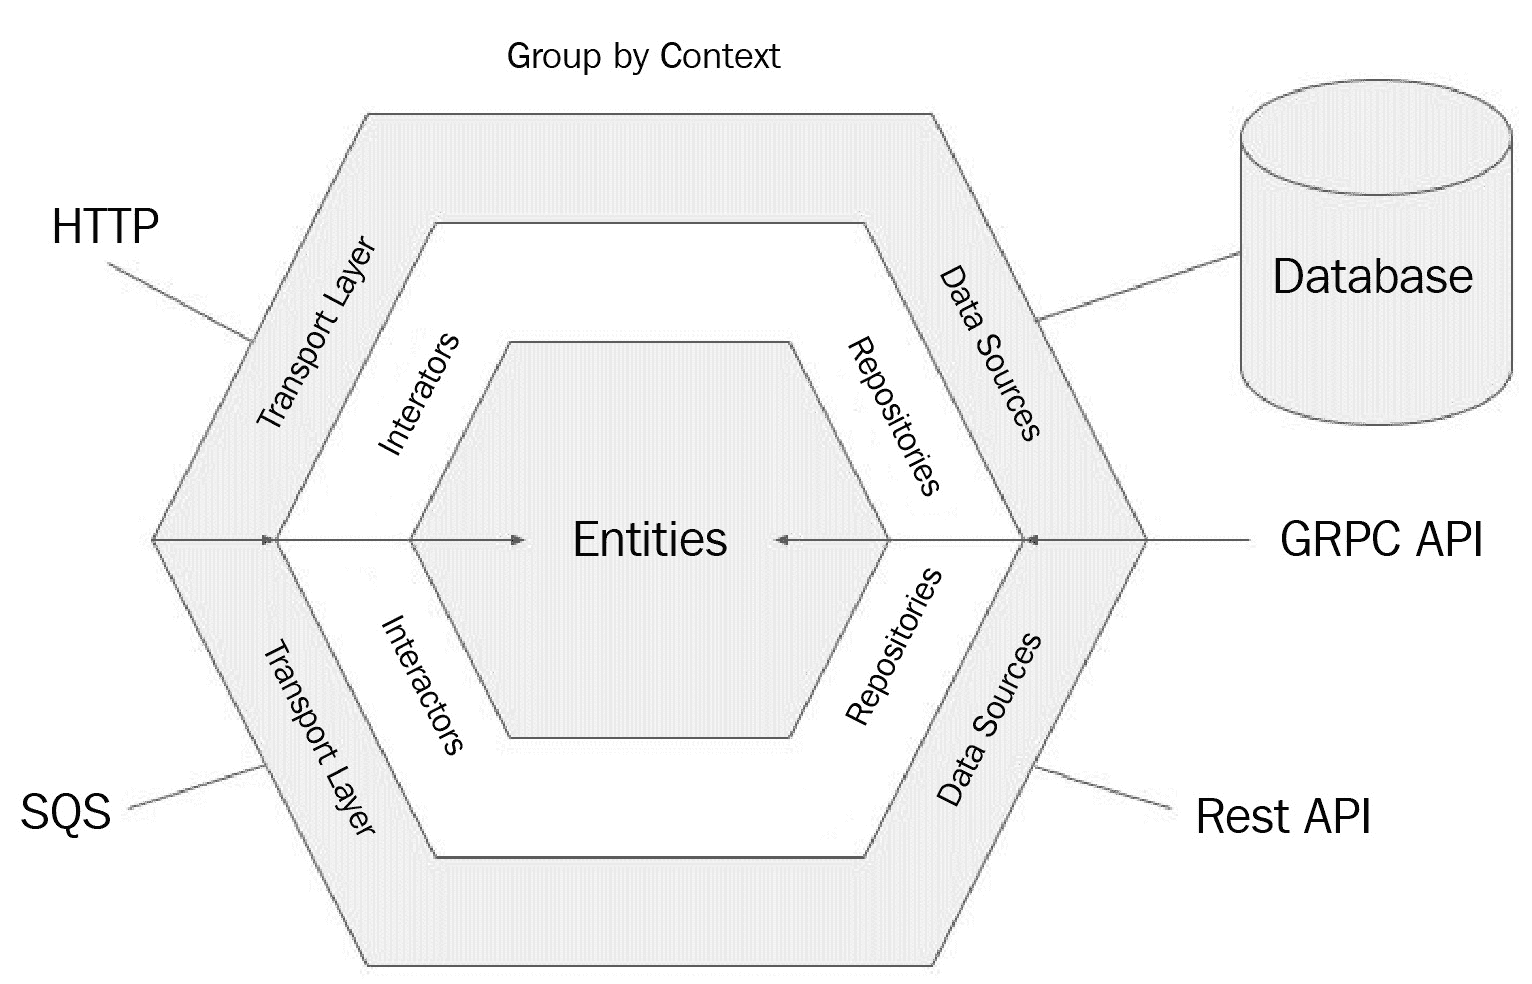 Group by Context
HTTP
Transport Layer
Interators
Repositories
Data Sources
Database
Entities
GRPC API
Transport Layer
Interactors
Repositories
Data Sources
SQS
Rest API